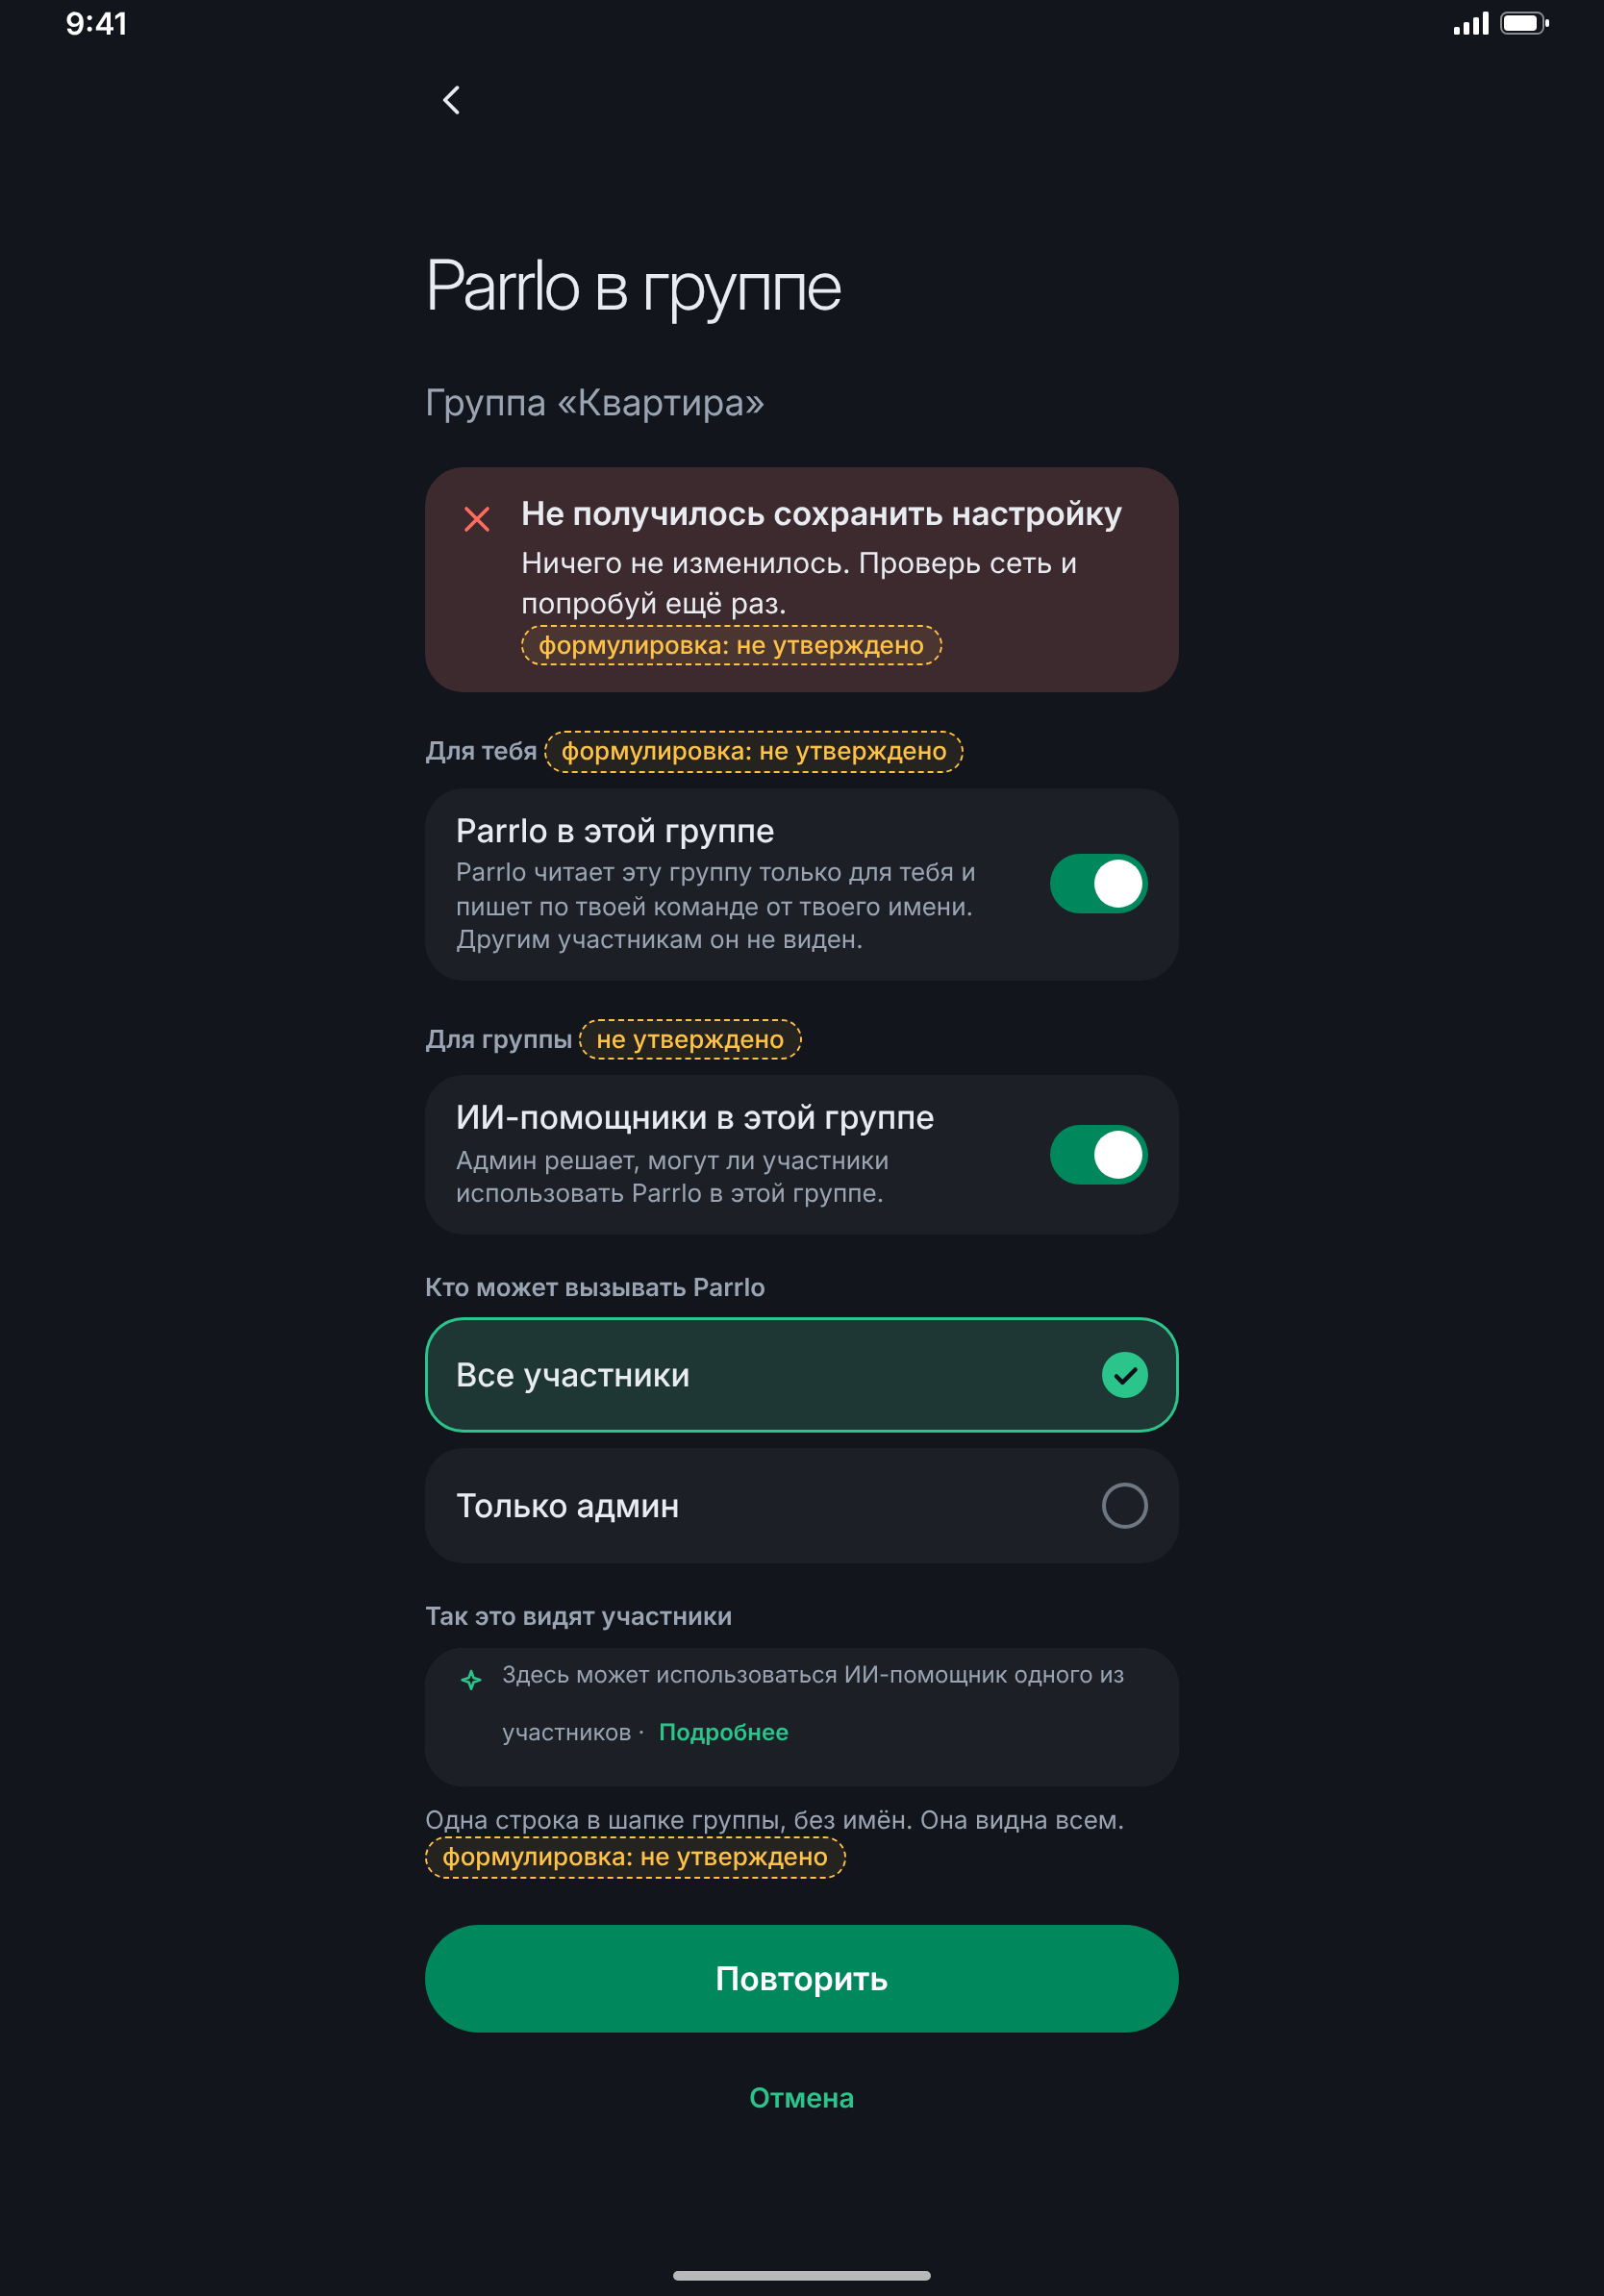 9:41
Parrlo в группе
Группа «Квартира»
Не получилось сохранить настройку
Ничего не изменилось. Проверь сеть и
попробуй ещё раз.
формулировка: не утверждено
Для тебя формулировка: не утверждено
Parrlo в этой группе
Parrlo читает эту группу только для тебя и
пишет по твоей команде от твоего имени.
Другим участникам он не виден.
Для группы не утверждено
ИИ-помощники в этой группе
Админ решает, могут ли участники
использовать Parrlo в этой группе.
Кто может вызывать Parrlo
Все участники
Только админ
Так это видят участники
Здесь может использоваться ИИ-помощник одного из
участников · Подробнее
Одна строка в шапке группы, без имён. Она видна всем.
формулировка: не утверждено
Повторить
Отмена